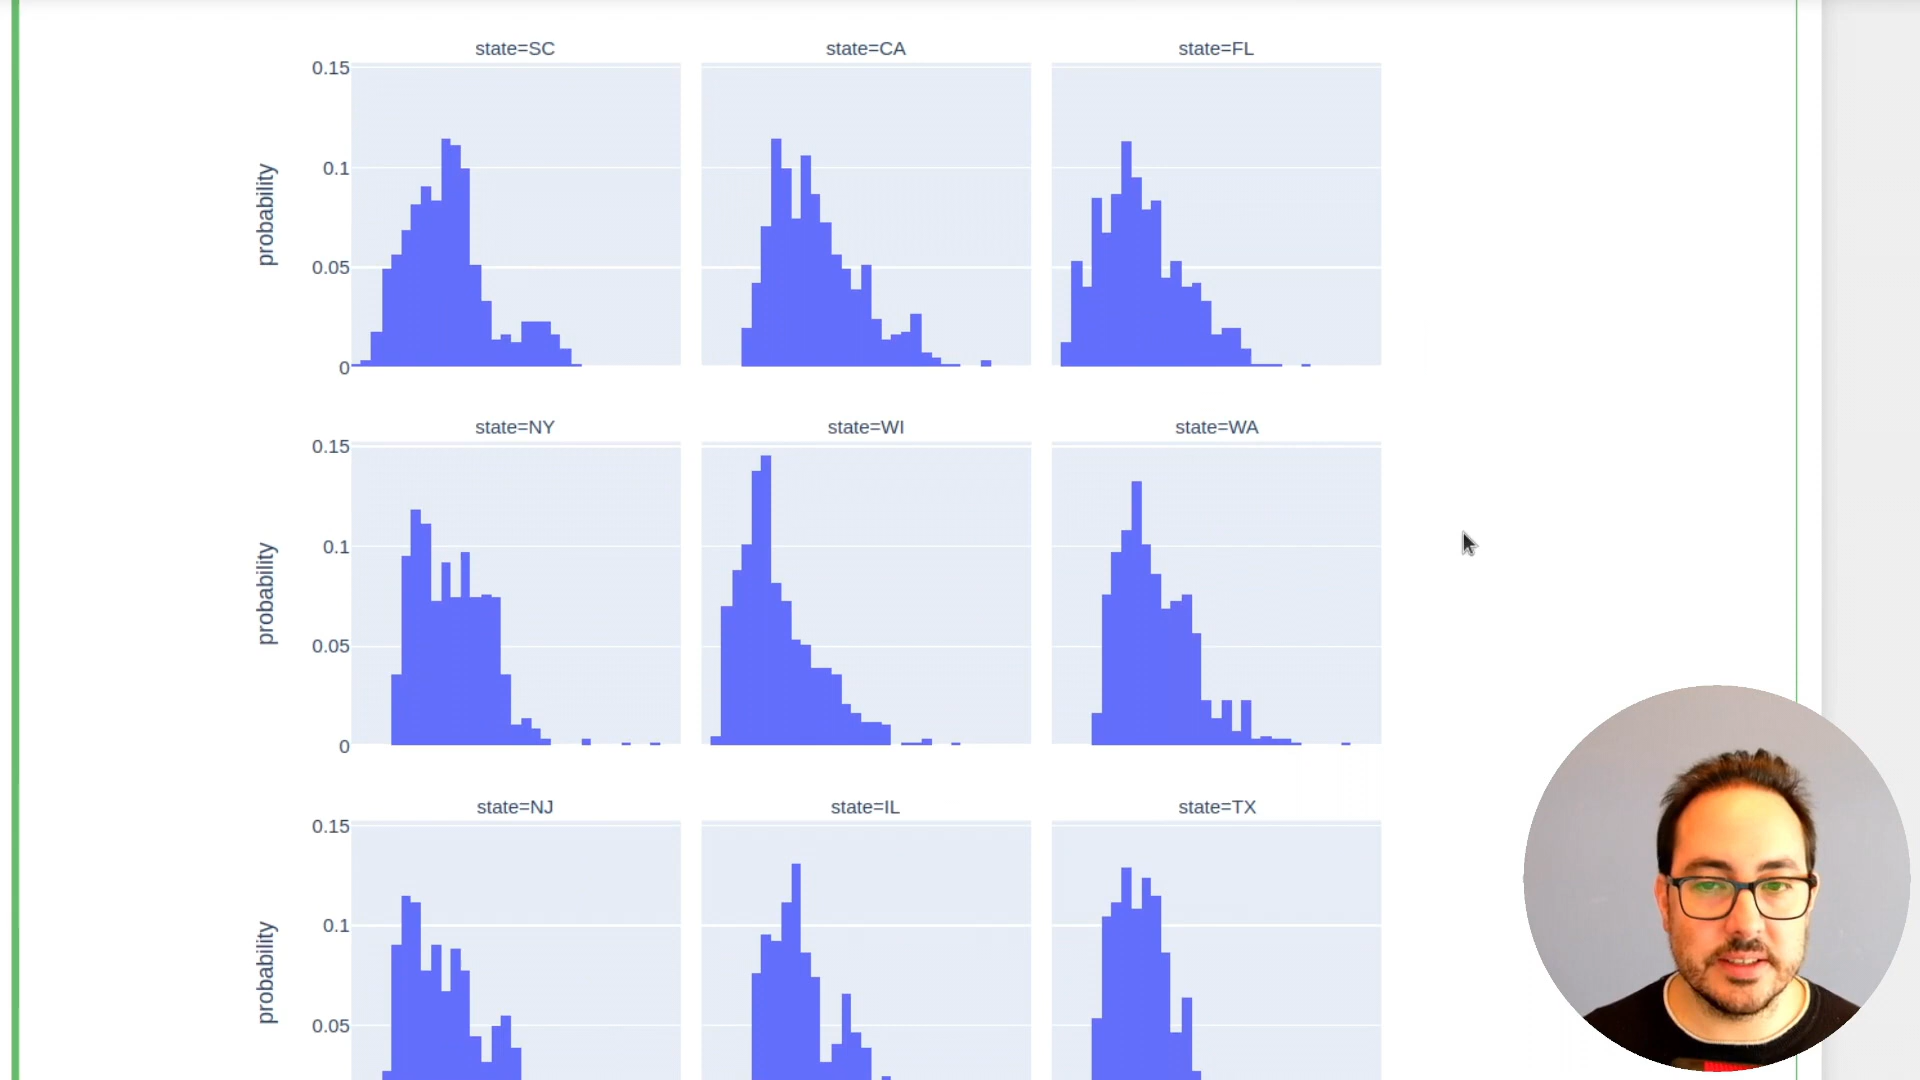 state=SC
state=CA
state=FL
0.15
0.1
0.05
0
probability
state=NY
state=WI
state=WA
0.15
0.1
0.05
0
probability
state=NJ
state=IL
state=TX
0.15
0.1
0.05
probability